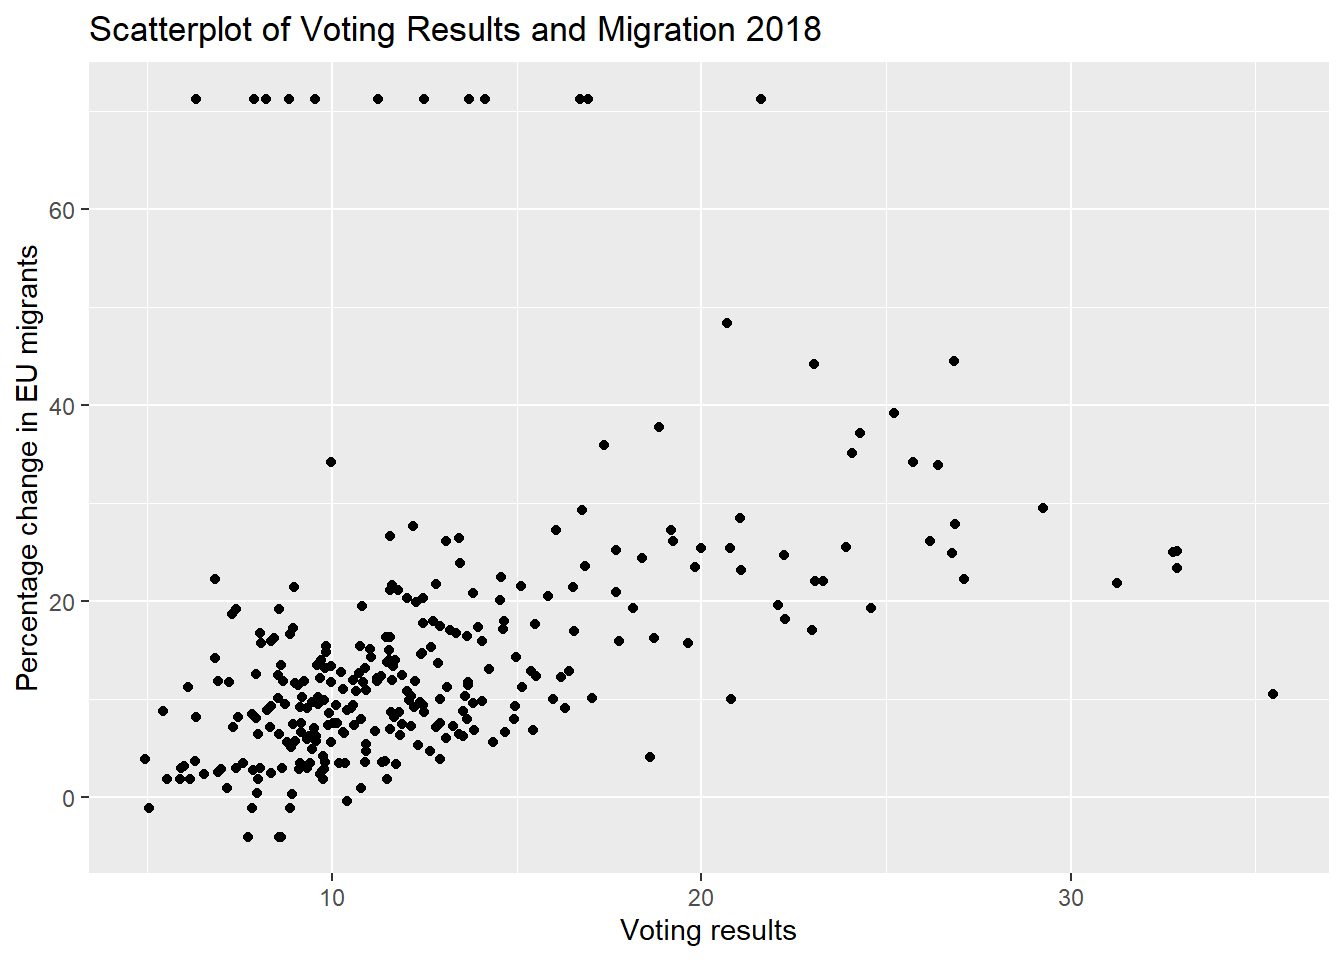 Scatterplot of Voting Results and Migration 2018
Percentage change in EU migrants
60
40
20
0
10
20
30
Voting results